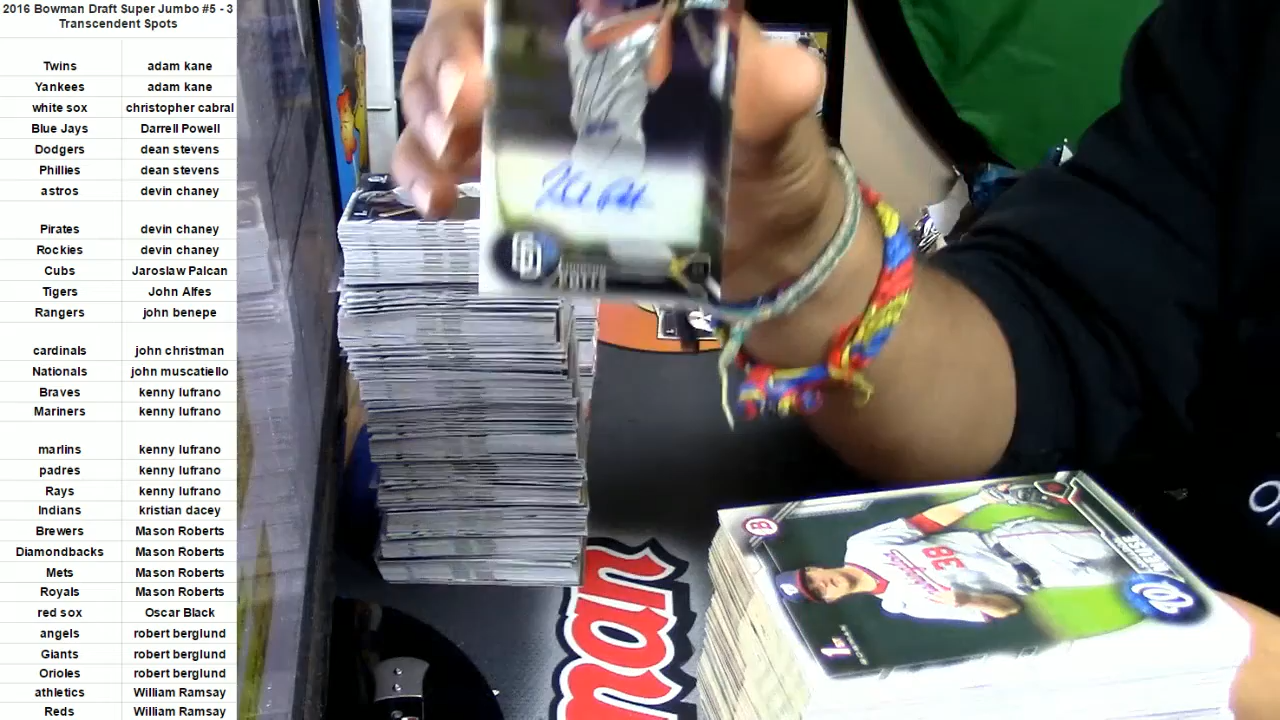 2016 Bowman Draft Super Jumbo #5 - 3
Transcendent Spots
Twins adam kane
Yankees adam kane
white sox christopher cabral
Blue Jays Darrell Powell
Dodgers dean stevens
Phillies dean stevens
astros devin chaney
Pirates devin chaney
Rockies devin chaney
Cubs Jaroslaw Palcan
Tigers John Alfes
Rangers john benepe
cardinals john christman
Nationals john muscatiello
Braves kenny lufrano
Mariners kenny lufrano
marlins kenny lufrano
padres kenny lufrano
Rays kenny lufrano
Indians kristian dacey
Brewers Mason Roberts
Diamondbacks Mason Roberts
Mets Mason Roberts
Royals Mason Roberts
red sox Oscar Black
angels robert berglund
Giants robert berglund
Orioles robert berglund
athletics William Ramsay
Reds William Ramsay
SD
B
38
W